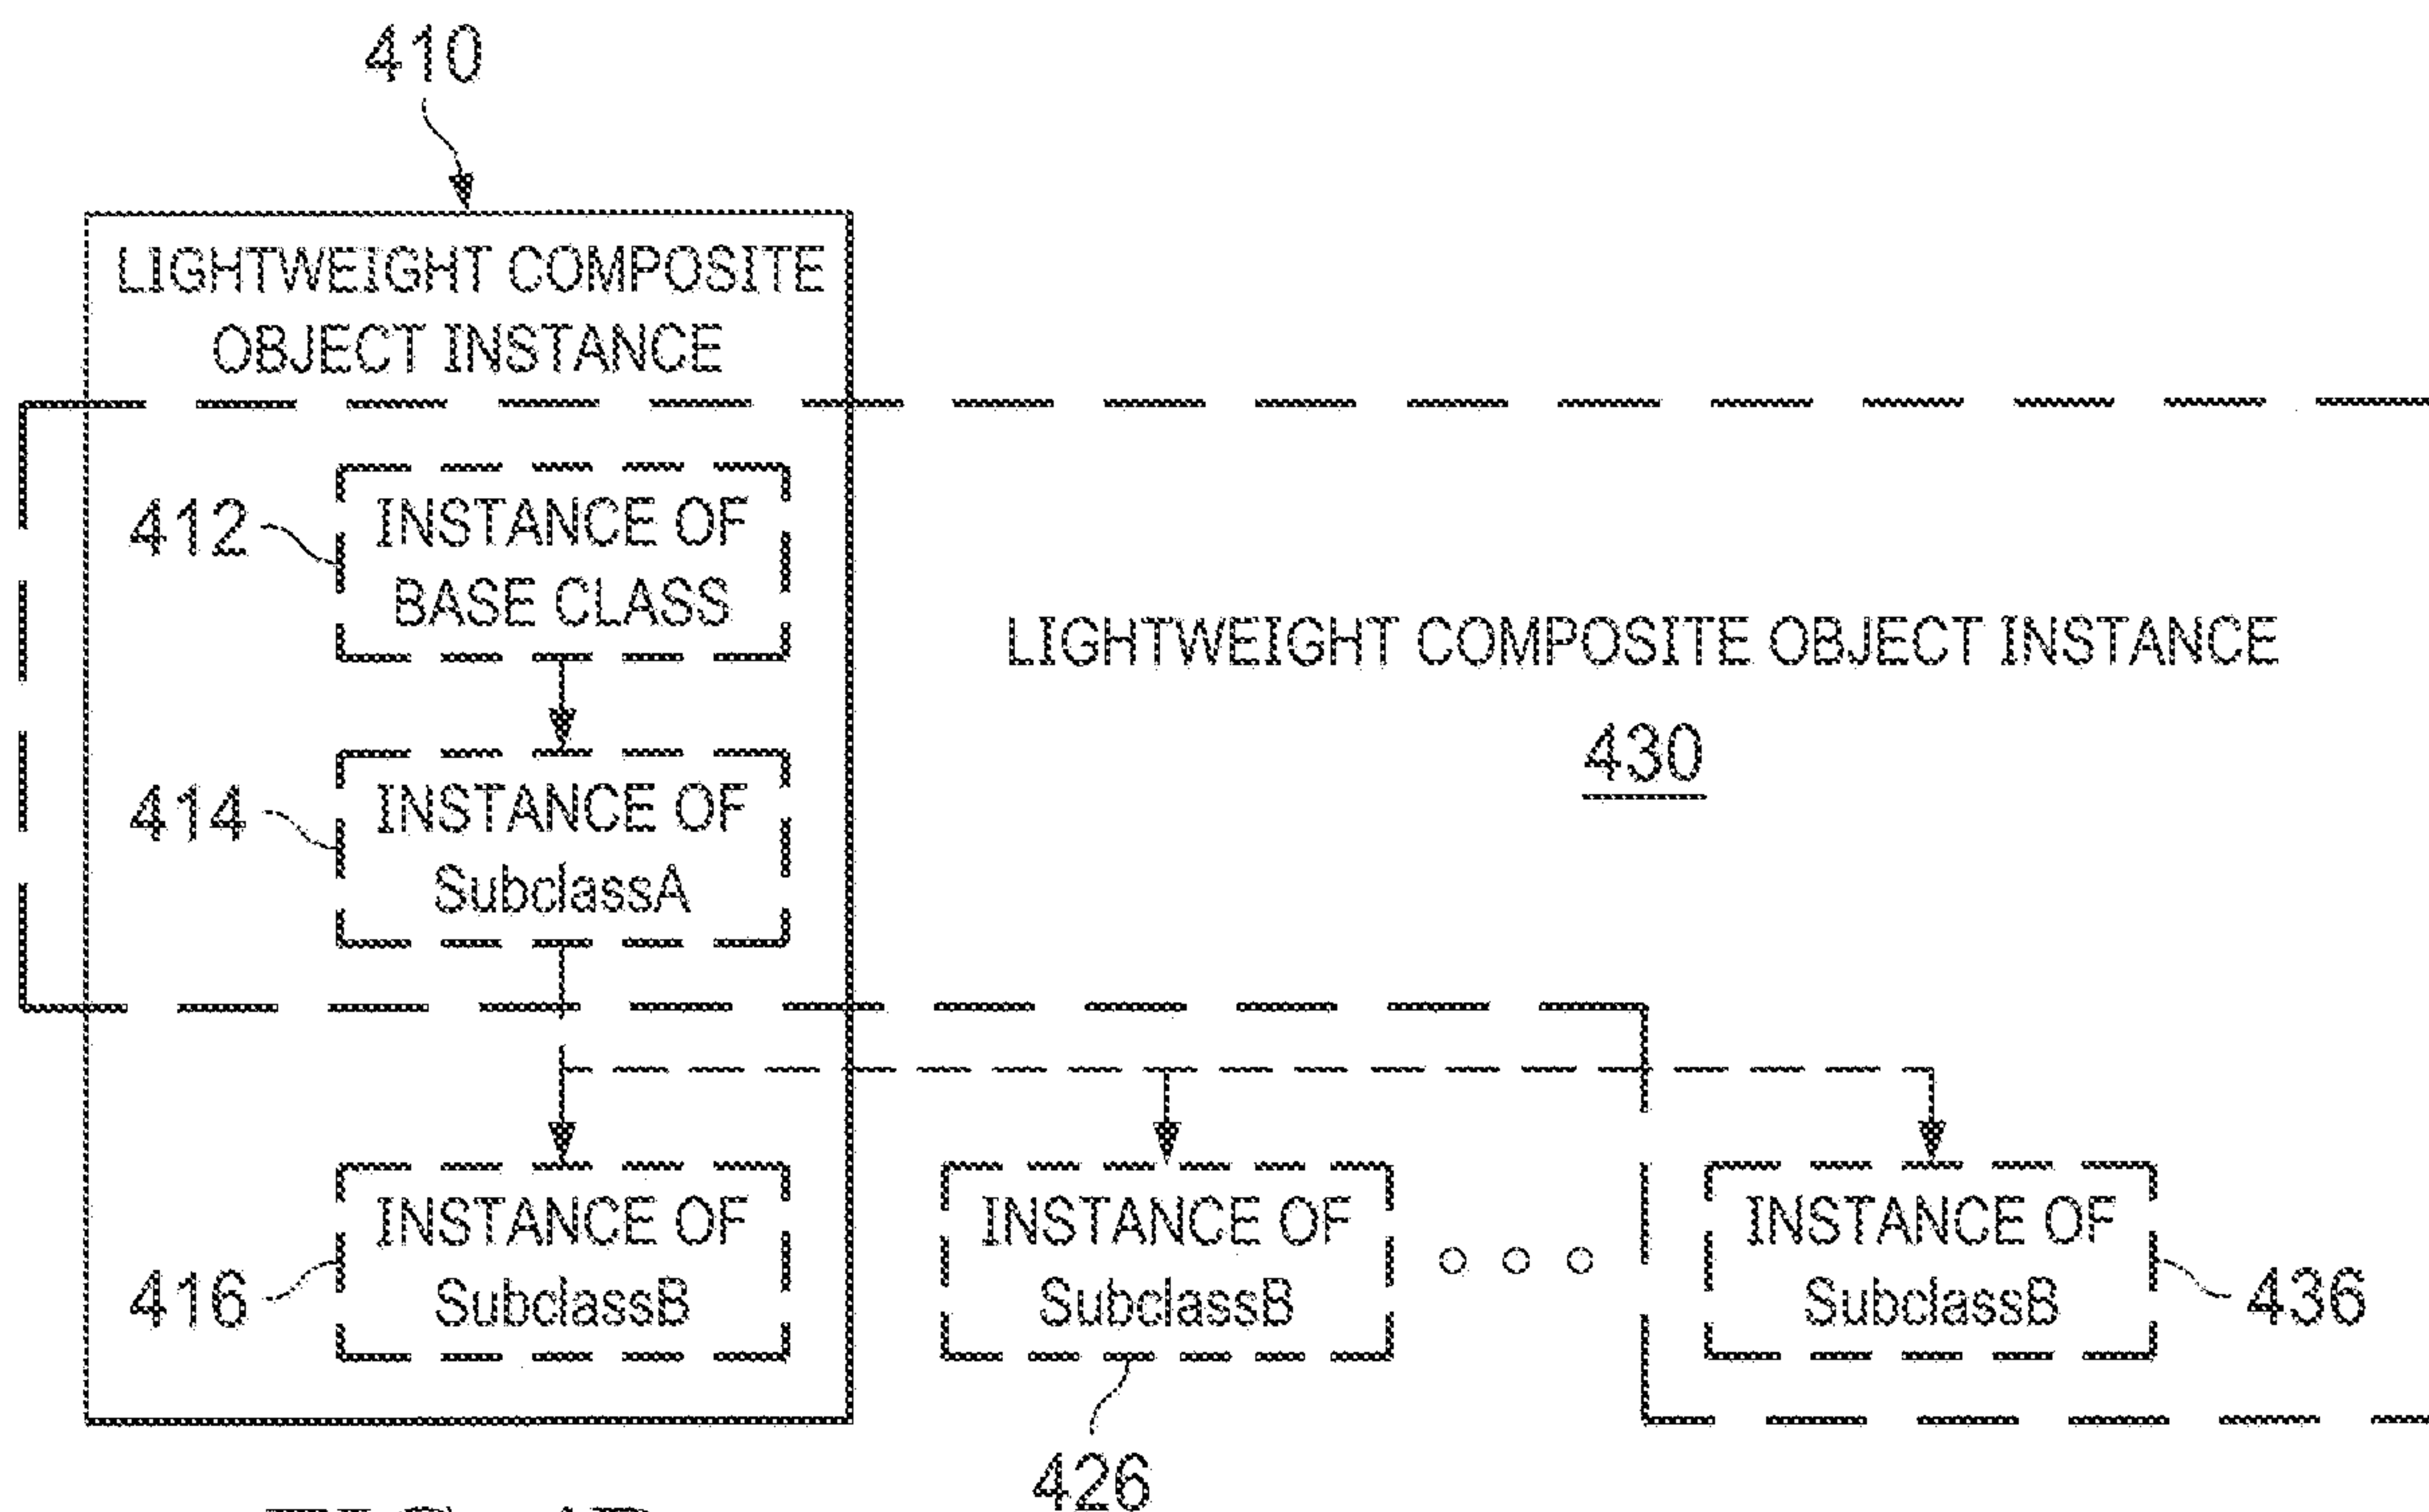 410
LIGHTWEIGHT COMPOSITE
OBJECT INSTANCE
412
INSTANCE OF
BASE CLASS
LIGHTWEIGHT COMPOSITE OBJECT INSTANCE
430
414
INSTANCE OF
SubclassA
416
INSTANCE OF
SubclassB
INSTANCE OF
SubclassB
426
INSTANCE OF
SubclassB
436